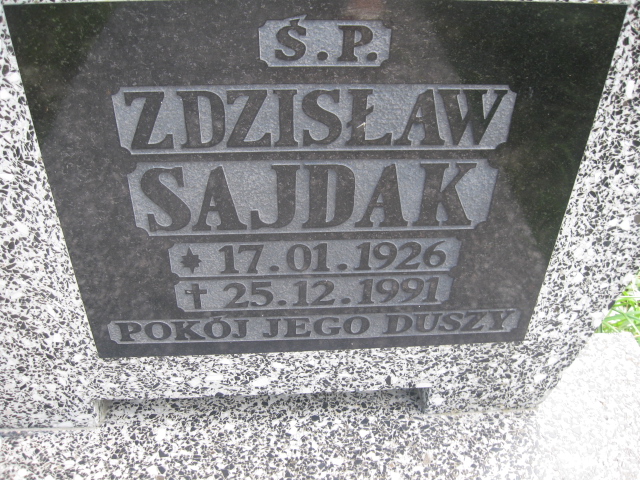 Ś.P.
ZDZISŁAW
SAJDAK
* 17.01.1926
† 25.12.1991
POKÓJ JEGO DUSZY